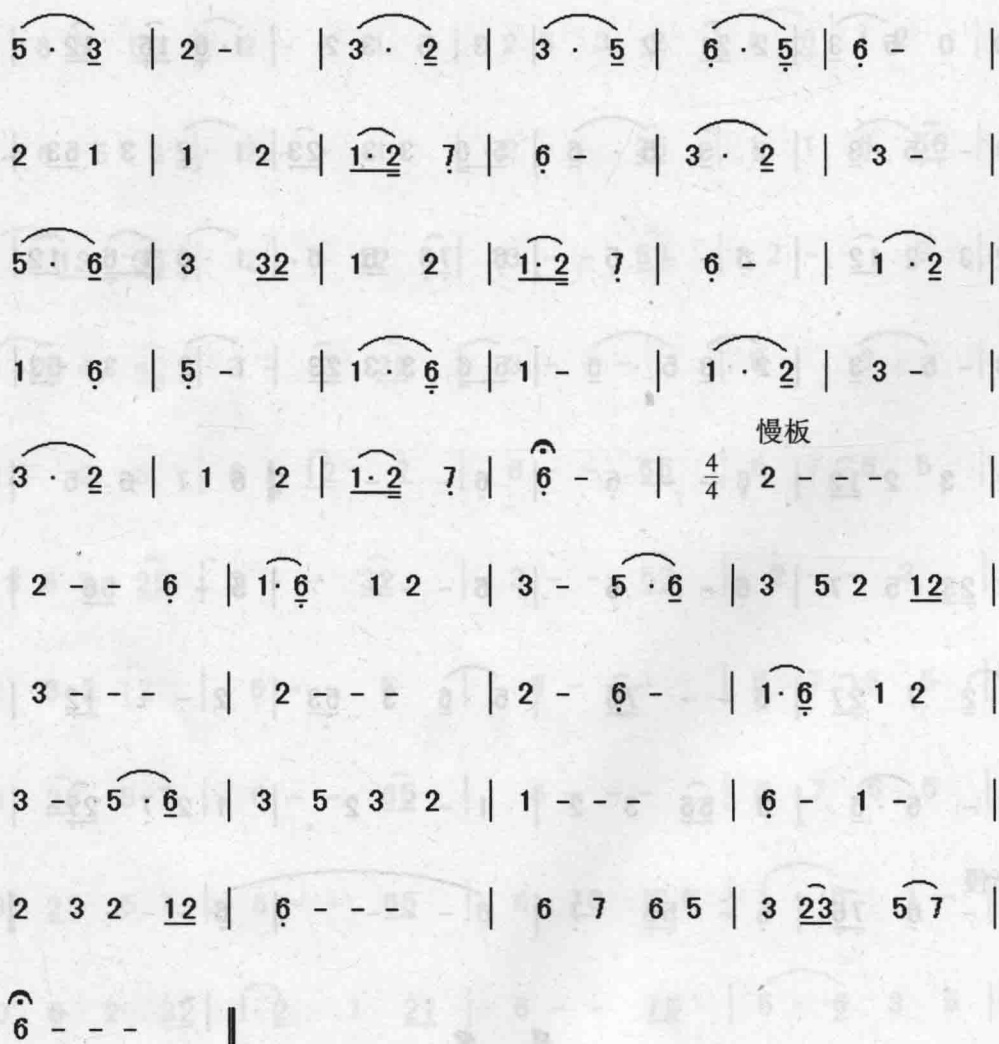 5 · 3 | 2 - | 3 · 2 | 3 · 5 | 6̣ · 5̣ | 6̣ - |
2 1 | 1 2 | 1·2 7̣ | 6̣ - | 3 · 2 | 3 - |
5 · 6 | 3 32 | 1 2 | 1·2 7̣ | 6̣ - | 1 · 2 |
1 6̣ | 5̣ - | 1 · 6̣ | 1 - | 1 · 2 | 3 - |
慢板
3 · 2 | 1 2 | 1·2 7̣ | 6̣ - | 4/4 2 - - - |
2 - - 6̣ | 1·6̣ 1 2 | 3 - 5 · 6 | 3 5 2 12 |
3 - - - | 2 - - - | 2 - 6̣ - | 1·6̣ 1 2 |
3 - 5 · 6 | 3 5 3 2 | 1 - - - | 6̣ - 1 - |
2 3 2 12 | 6̣ - - - | 6 7 6 5 | 3 23 5 7 |
6 - - - ‖